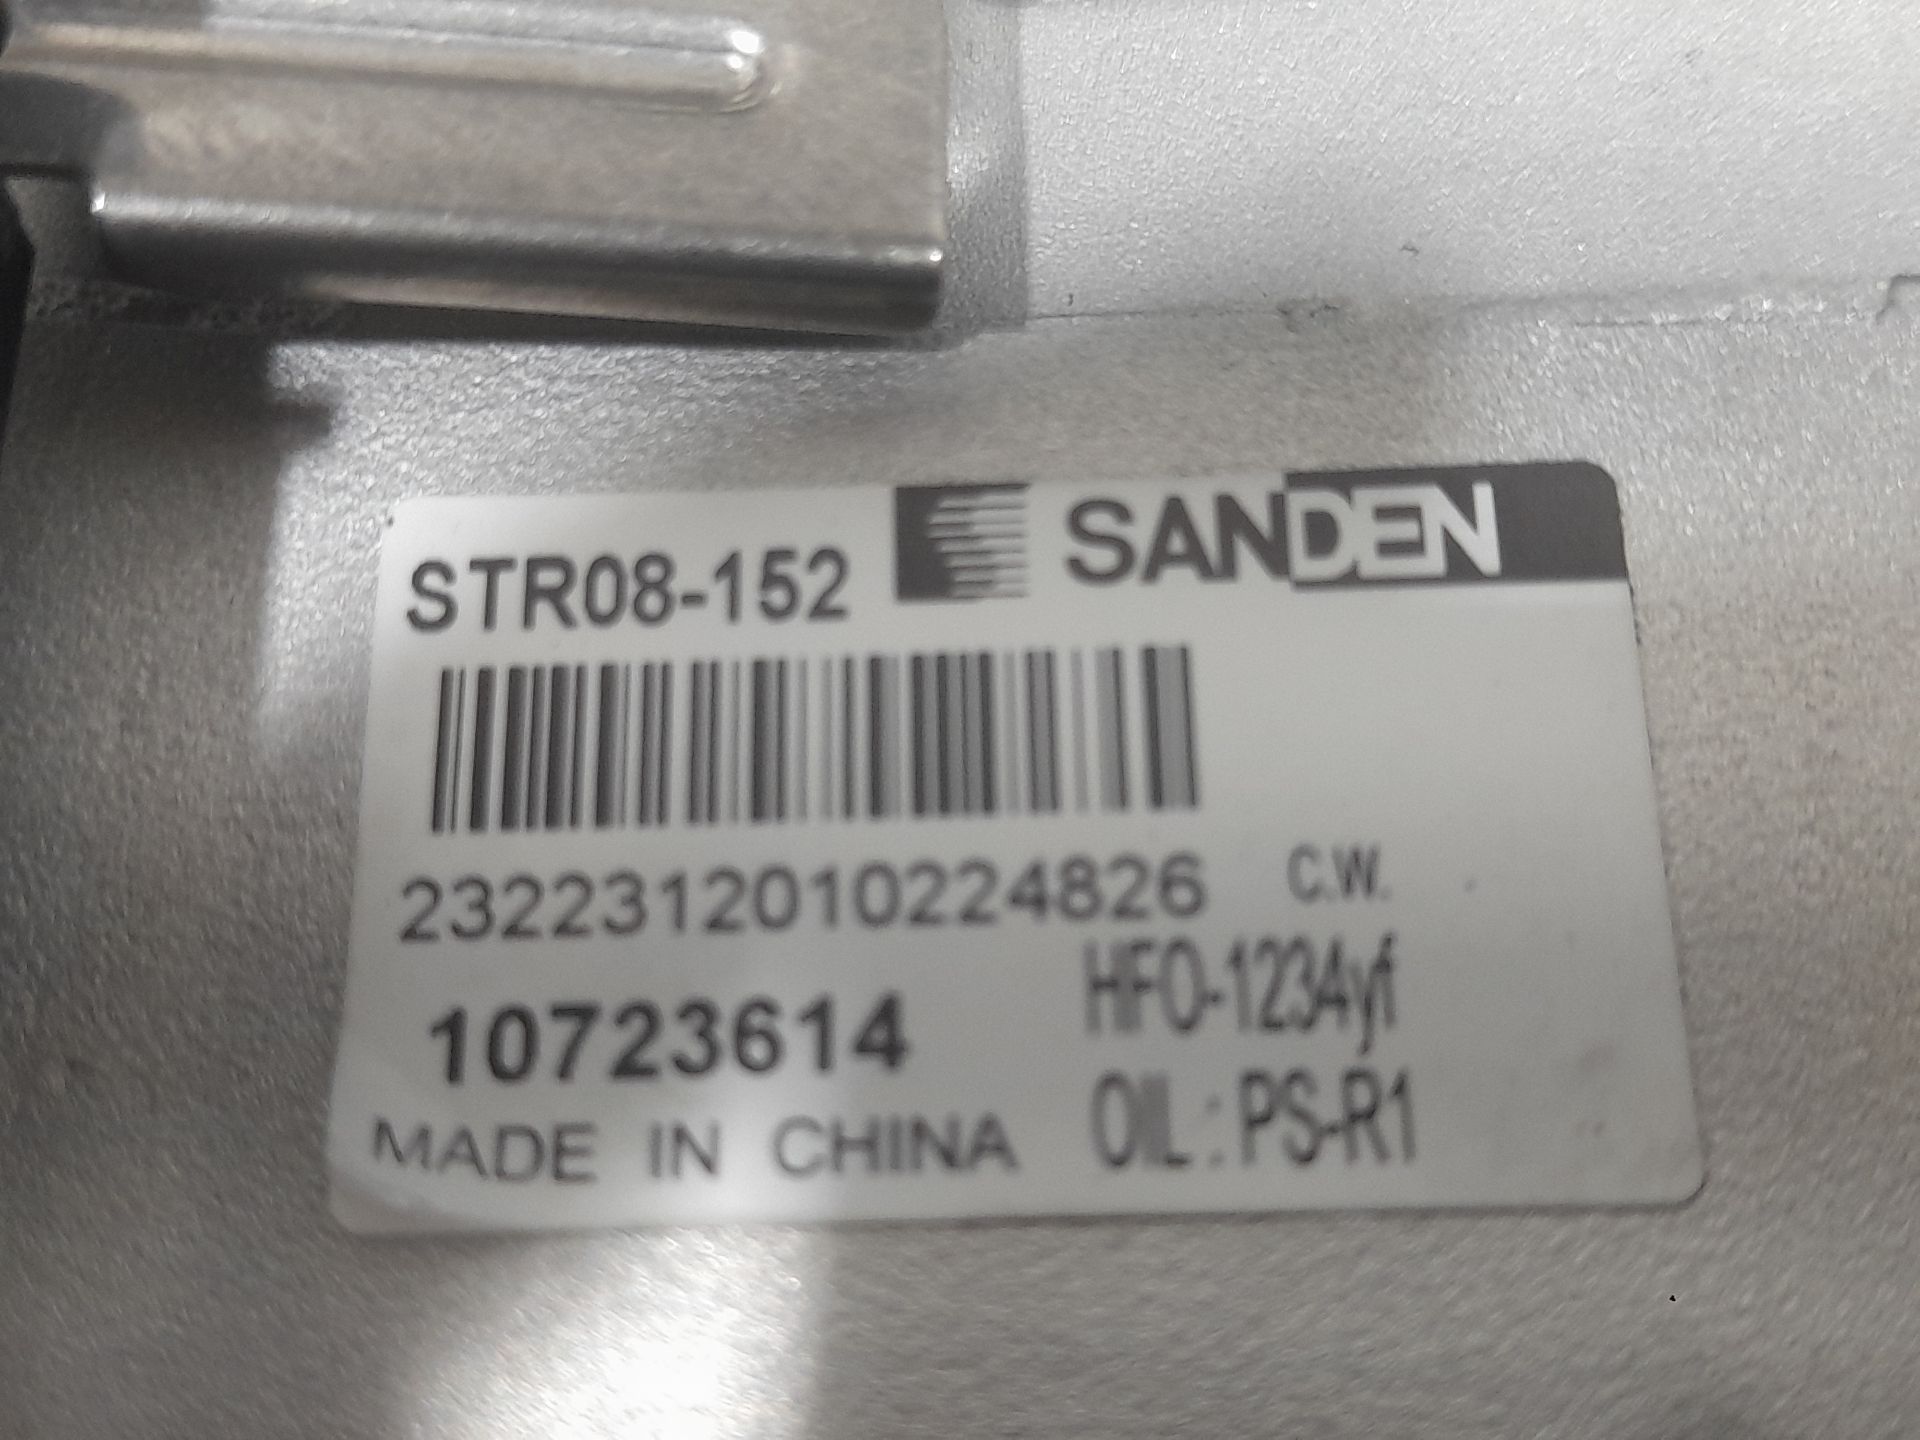 STR08-152 SANDEN
2322312010224826 C.W.
10723614 HFO-1234yf
MADE IN CHINA OIL: PS-R1